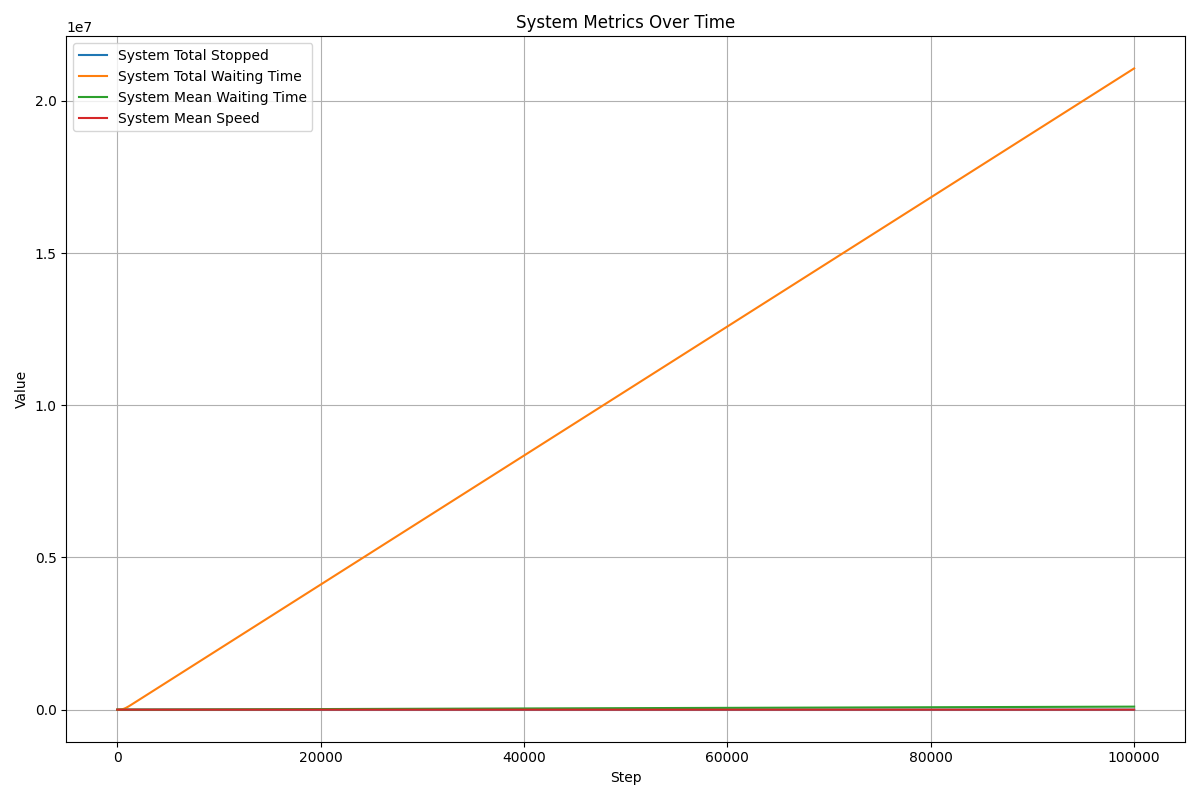 System Metrics Over Time
1e7
System Total Stopped
System Total Waiting Time
System Mean Waiting Time
System Mean Speed
2.0
1.5
1.0
0.5
0.0
Value
0 20000 40000 60000 80000 100000
Step